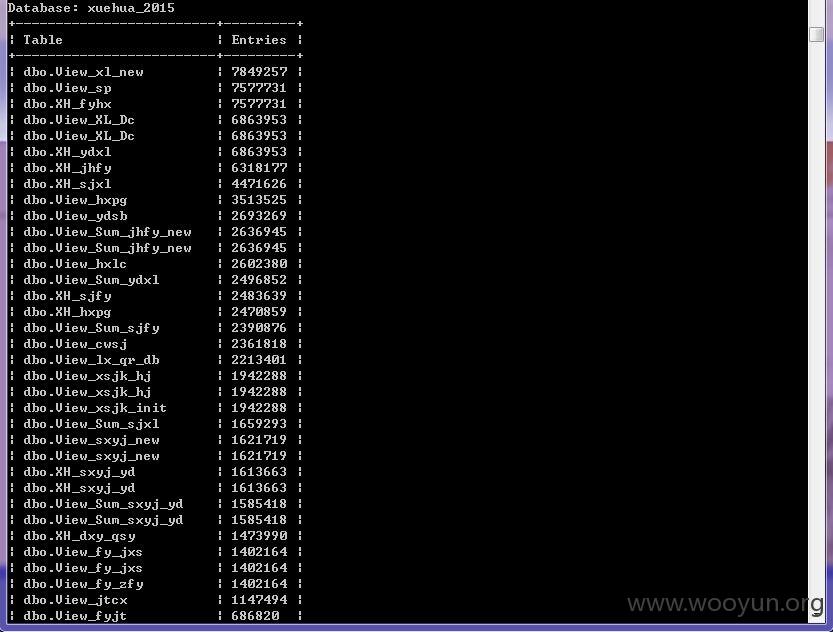 Database: xuehua_2015
| Table | Entries |
| dbo.View_xl_new | 7849257 |
| dbo.View_sp | 7577731 |
| dbo.XH_fyhx | 7577731 |
| dbo.View_XL_Dc | 6863953 |
| dbo.View_XL_Dc | 6863953 |
| dbo.XH_ydxl | 6863953 |
| dbo.XH_jhfy | 6318177 |
| dbo.XH_sjxl | 4471626 |
| dbo.View_hxpg | 3513525 |
| dbo.View_ydsb | 2693269 |
| dbo.View_Sum_jhfy_new | 2636945 |
| dbo.View_Sum_jhfy_new | 2636945 |
| dbo.View_hxlc | 2602380 |
| dbo.View_Sum_ydxl | 2496852 |
| dbo.XH_sjfy | 2483639 |
| dbo.XH_hxpg | 2470859 |
| dbo.View_Sum_sjfy | 2390876 |
| dbo.View_cwsj | 2361818 |
| dbo.View_lx_qr_db | 2213401 |
| dbo.View_xsjk_hj | 1942288 |
| dbo.View_xsjk_hj | 1942288 |
| dbo.View_xsjk_init | 1942288 |
| dbo.View_Sum_sjxl | 1659293 |
| dbo.View_sxyj_new | 1621719 |
| dbo.View_sxyj_new | 1621719 |
| dbo.XH_sxyj_yd | 1613663 |
| dbo.XH_sxyj_yd | 1613663 |
| dbo.View_Sum_sxyj_yd | 1585418 |
| dbo.View_Sum_sxyj_yd | 1585418 |
| dbo.XH_dxy_qsy | 1473990 |
| dbo.View_fy_jxs | 1402164 |
| dbo.View_fy_jxs | 1402164 |
| dbo.View_fy_zfy | 1402164 |
| dbo.View_jtcx | 1147494 |
| dbo.View_fyjt | 686820 |
www.wooyun.org